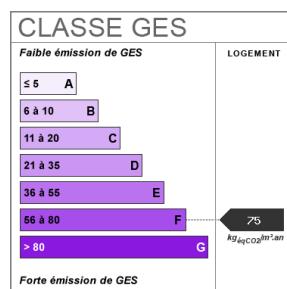 CLASSE GES
Faible émission de GES
LOGEMENT
≤ 5 A
6 à 10 B
11 à 20 C
21 à 35 D
36 à 55 E
56 à 80 F
75
kgéqCO2/m².an
> 80 G
Forte émission de GES